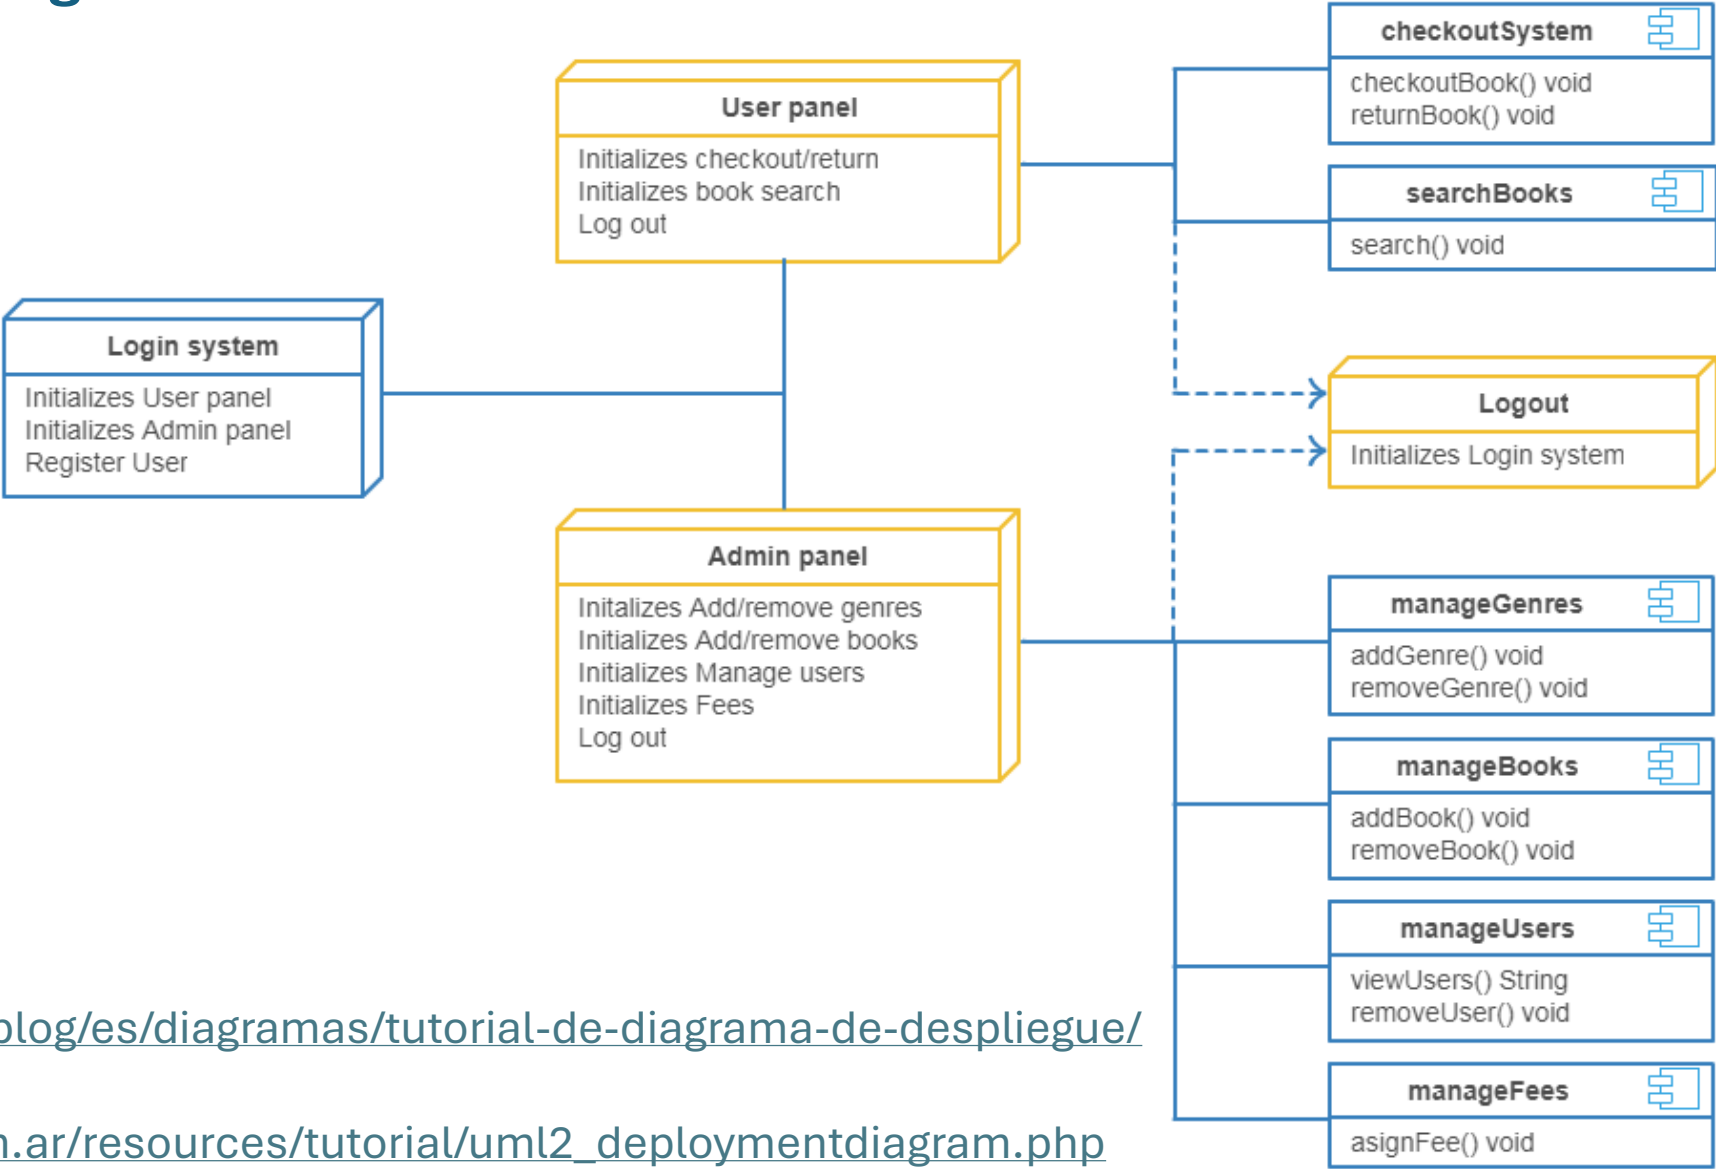 g
checkoutSystem
checkoutBook() void
returnBook() void
User panel
Initializes checkout/return
Initializes book search
Log out
searchBooks
search() void
Login system
Initializes User panel
Initializes Admin panel
Register User
Logout
Initializes Login system
Admin panel
Initalizes Add/remove genres
Initializes Add/remove books
Initializes Manage users
Initializes Fees
Log out
manageGenres
addGenre() void
removeGenre() void
manageBooks
addBook() void
removeBook() void
manageUsers
viewUsers() String
removeUser() void
manageFees
asignFee() void
blog/es/diagramas/tutorial-de-diagrama-de-despliegue/
.ar/resources/tutorial/uml2_deploymentdiagram.php